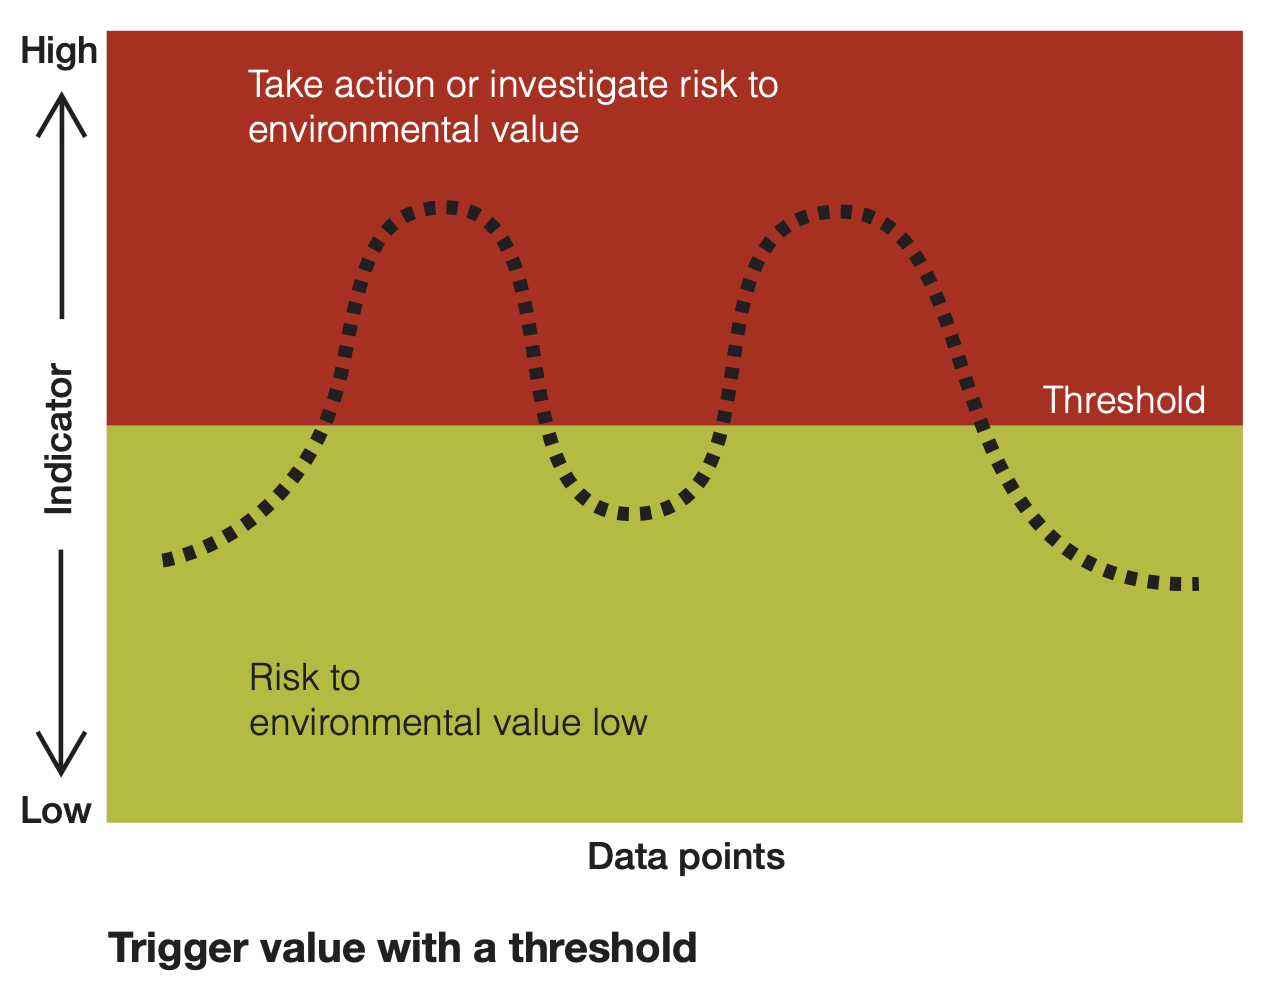 High
Take action or investigate risk to
environmental value
Threshold
Indicator
Risk to
environmental value low
Low
Data points
Trigger value with a threshold